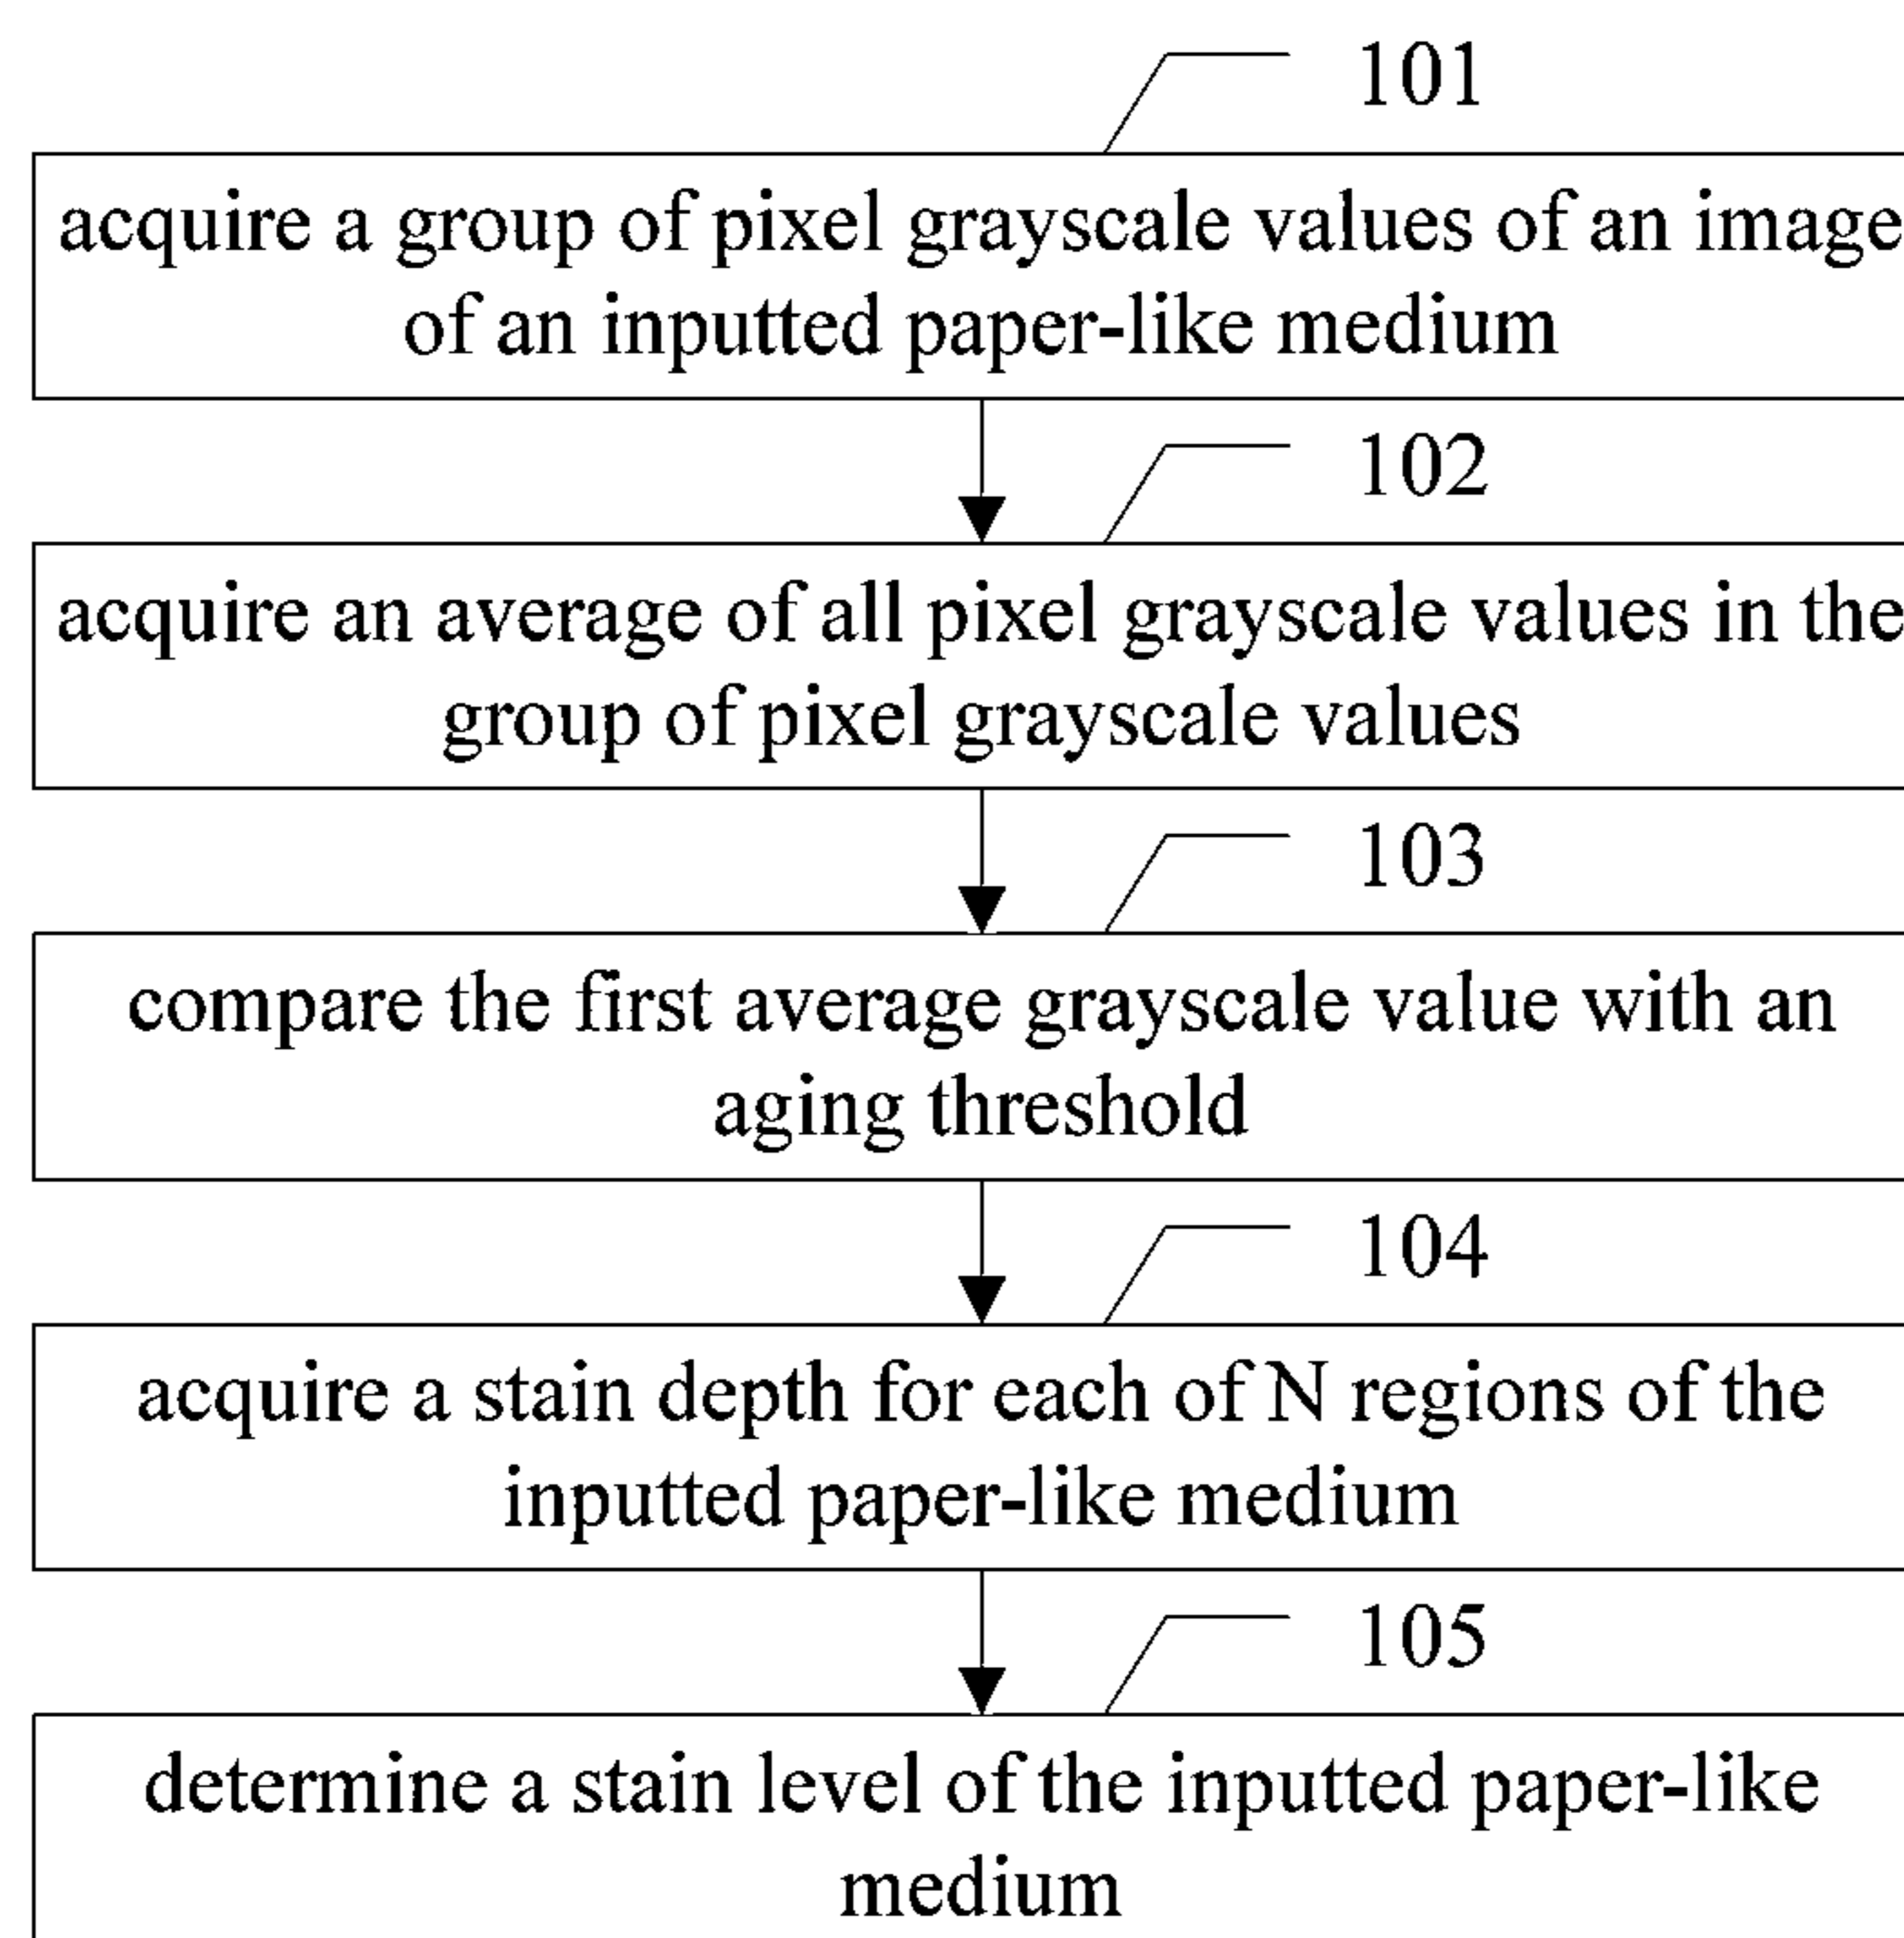 101
acquire a group of pixel grayscale values of an image
of an inputted paper-like medium
102
acquire an average of all pixel grayscale values in the
group of pixel grayscale values
103
compare the first average grayscale value with an
aging threshold
104
acquire a stain depth for each of N regions of the
inputted paper-like medium
105
determine a stain level of the inputted paper-like
medium